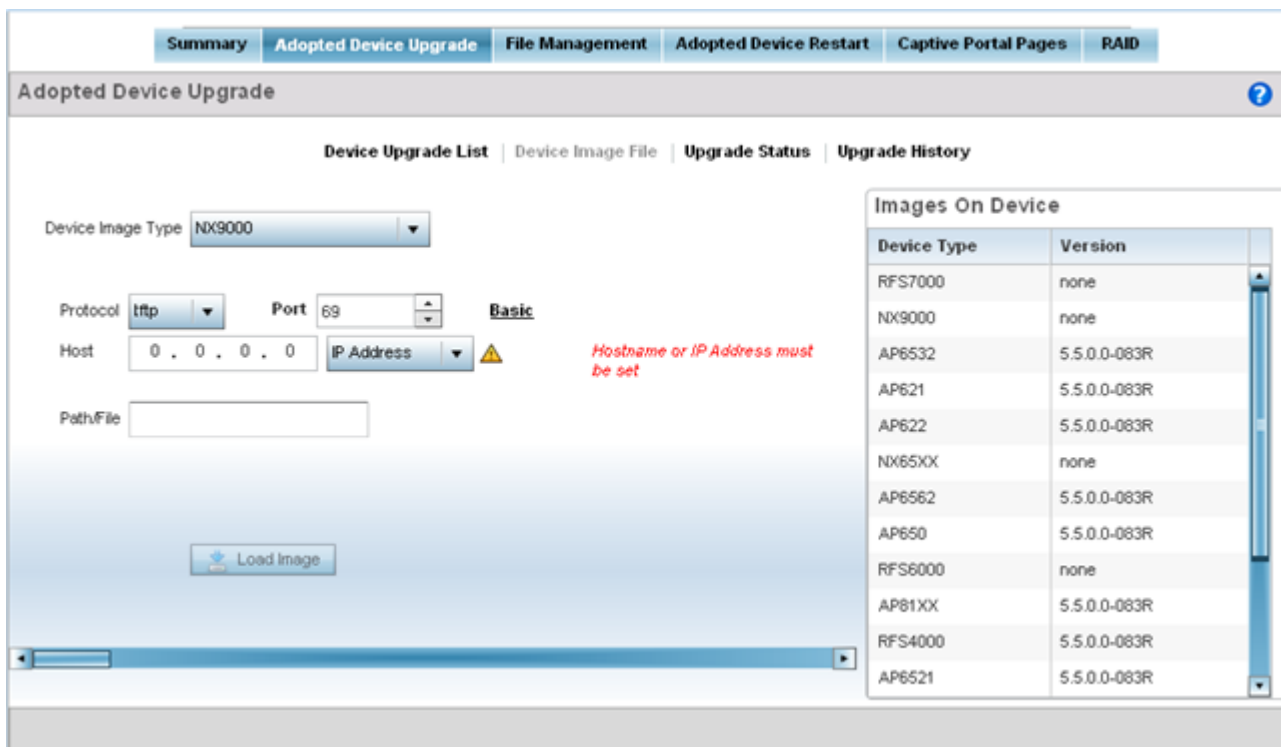 Summary Adopted Device Upgrade File Management Adopted Device Restart Captive Portal Pages RAID
Adopted Device Upgrade ?
Device Upgrade List Device Image File Upgrade Status Upgrade History
Device Image Type NX9000
Protocol tftp Port 69 Basic
Host 0 . 0 . 0 . 0 IP Address Hostname or IP Address must
be set
Path/File
Load Image
Images On Device
Device Type Version
RFS7000 none
NX9000 none
AP6532 5.5.0.0-083R
AP621 5.5.0.0-083R
AP622 5.5.0.0-083R
NX65XX none
AP6562 5.5.0.0-083R
AP650 5.5.0.0-083R
RFS6000 none
AP81XX 5.5.0.0-083R
RFS4000 5.5.0.0-083R
AP6521 5.5.0.0-083R